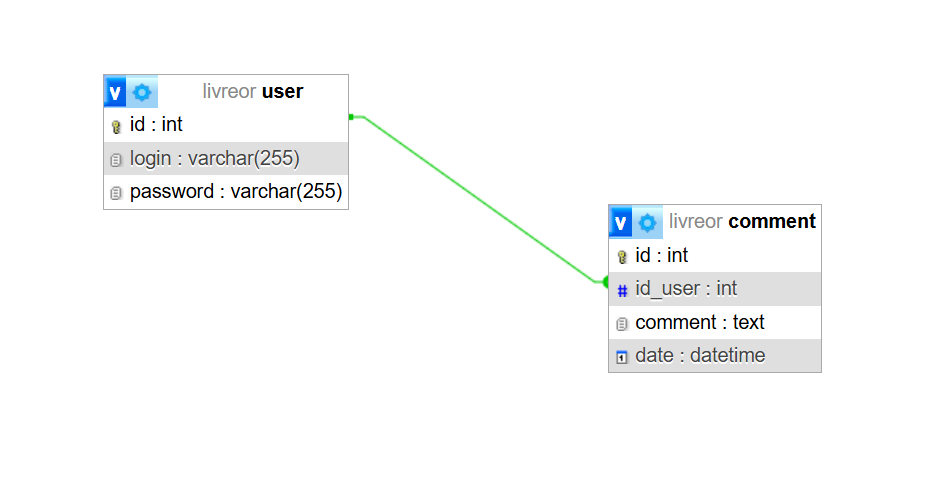 v livreor user
id : int
login : varchar(255)
password : varchar(255)
v livreor comment
id : int
# id_user : int
comment : text
1 date : datetime